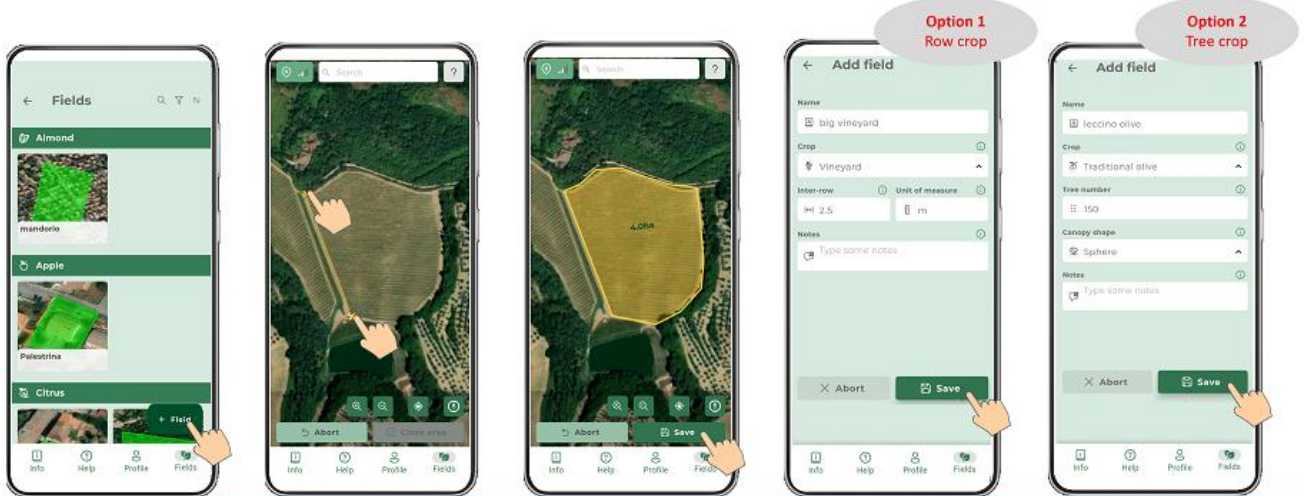 Option 1
Row crop
Option 2
Tree crop
Fields
Almond
mandorlo
Apple
Palestrina
Citrus
+ Field
Info
Help
Profile
Fields
Search
?
Abort
Close area
Info
Help
Profile
Fields
Search
?
4.0ha
Abort
Save
Info
Help
Profile
Fields
Add field
Name
big vineyard
Crop
Vineyard
Inter-row
Unit of measure
2.5
m
Notes
Type some notes
Abort
Save
Info
Help
Profile
Fields
Add field
Name
leccino olive
Crop
Traditional olive
Tree number
150
Canopy shape
Sphere
Notes
Type some notes
Abort
Save
Info
Help
Profile
Fields